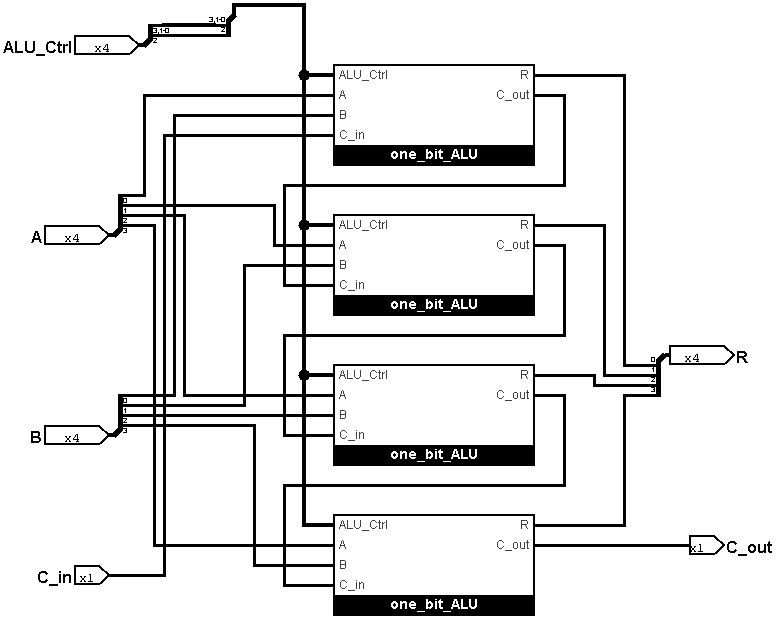 3,1-0
2
ALU_Ctrl x4
3,1-0
2
ALU_Ctrl R
A C_out
B
C_in
one_bit_ALU
A x4
0
1
2
3
ALU_Ctrl R
A C_out
B
C_in
one_bit_ALU
0
1
2
3
x4 R
ALU_Ctrl R
A C_out
B
C_in
one_bit_ALU
B x4
0
1
2
3
ALU_Ctrl R
A C_out
B
C_in
one_bit_ALU
C_in x1
x1 C_out